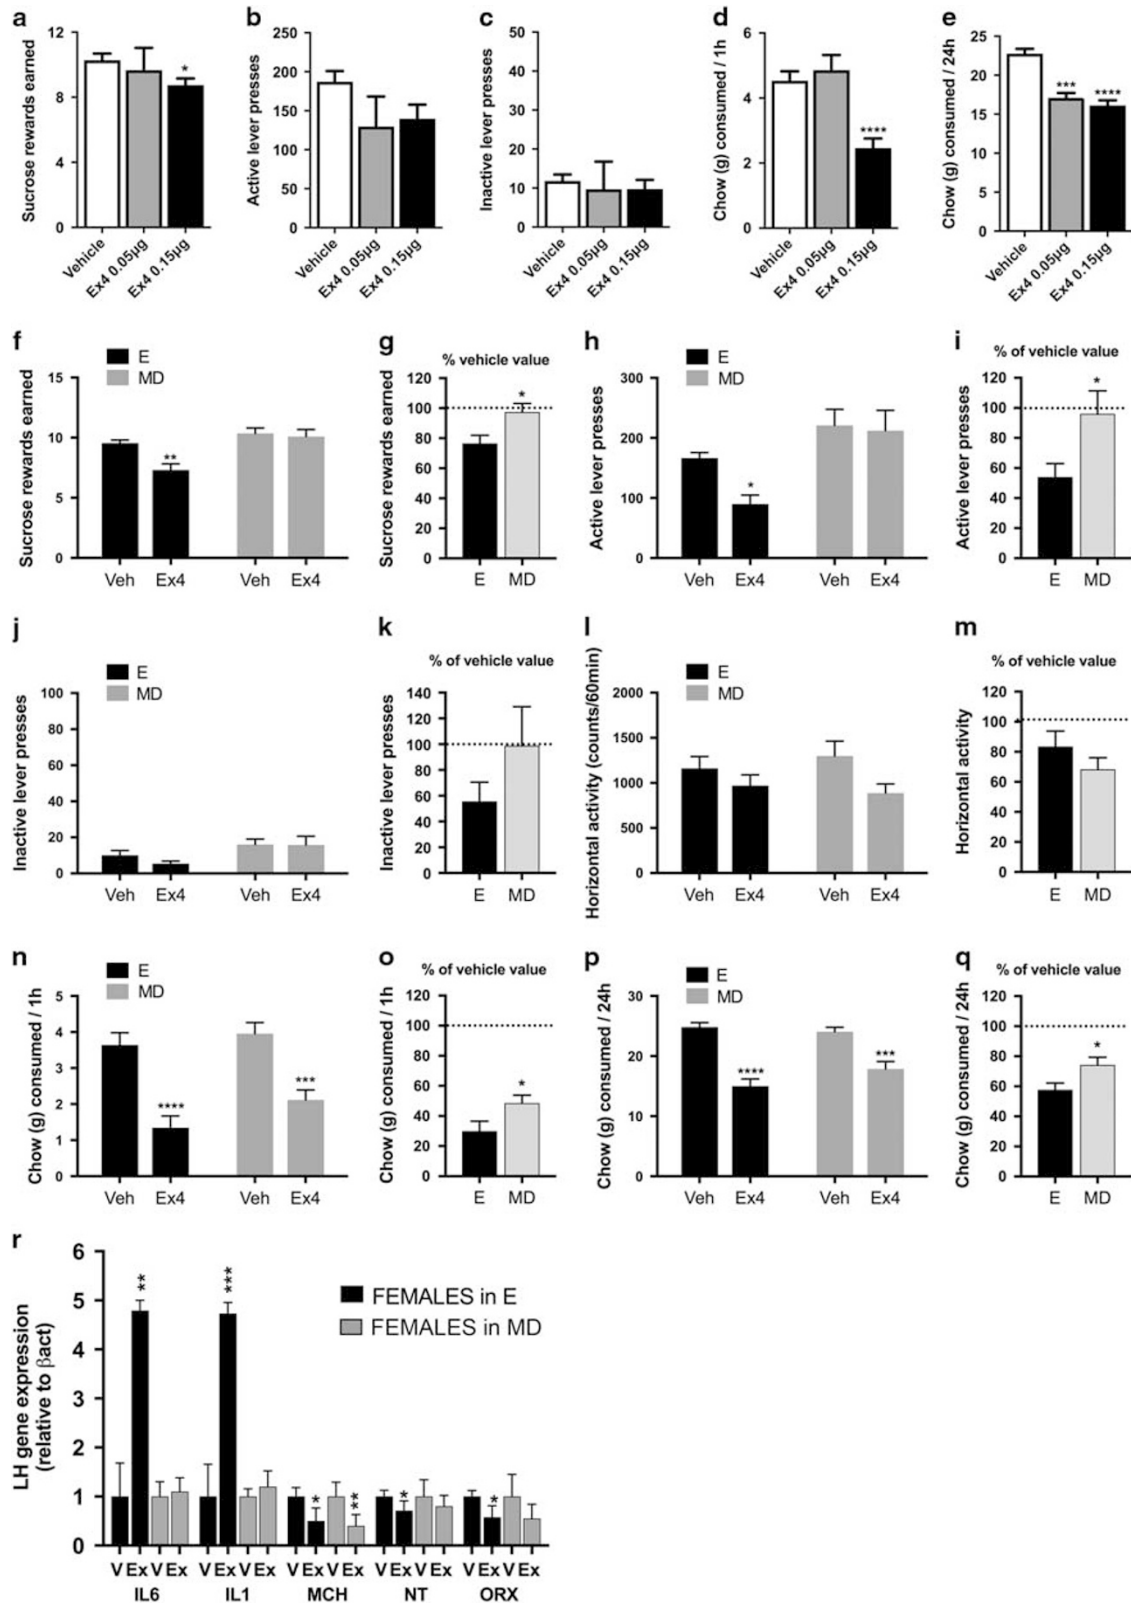 a
b
c
d
e
Sucrose rewards earned
12
8
4
0
Vehicle
Ex4 0.05µg
Ex4 0.15µg
*
Active lever presses
250
200
150
100
50
0
Vehicle
Ex4 0.05µg
Ex4 0.15µg
Inactive lever presses
50
40
30
20
10
0
Vehicle
Ex4 0.05µg
Ex4 0.15µg
Chow (g) consumed / 1h
6
4
2
0
Vehicle
Ex4 0.05µg
Ex4 0.15µg
****
Chow (g) consumed / 24h
25
20
15
10
5
0
Vehicle
Ex4 0.05µg
Ex4 0.15µg
***
****
f
E
MD
Sucrose rewards earned
15
10
5
0
**
Veh Ex4 Veh Ex4
g
% vehicle value
Sucrose rewards earned
120
100
80
60
40
20
0
*
E MD
h
E
MD
Active lever presses
300
200
100
0
*
Veh Ex4 Veh Ex4
i
% of vehicle value
Active lever presses
120
100
80
60
40
20
0
*
E MD
j
E
MD
Inactive lever presses
100
80
60
40
20
0
Veh Ex4 Veh Ex4
k
% of vehicle value
Inactive lever presses
140
120
100
80
60
40
20
0
E MD
l
E
MD
Horizontal activity (counts/60min)
2000
1500
1000
500
0
Veh Ex4 Veh Ex4
m
% of vehicle value
Horizontal activity
120
100
80
60
40
20
0
E MD
n
E
MD
Chow (g) consumed / 1h
5
4
3
2
1
0
****
***
Veh Ex4 Veh Ex4
o
% of vehicle value
Chow (g) consumed / 1h
120
100
80
60
40
20
0
*
E MD
p
E
MD
Chow (g) consumed / 24h
30
20
10
0
****
***
Veh Ex4 Veh Ex4
q
% of vehicle value
Chow (g) consumed / 24h
120
100
80
60
40
20
0
*
E MD
r
LH gene expression
(relative to βact)
6
5
4
3
2
1
0
FEMALES in E
FEMALES in MD
**
***
*
**
*
*
V Ex V Ex V Ex V Ex V Ex V Ex V Ex V Ex V Ex V Ex
IL6 IL1 MCH NT ORX